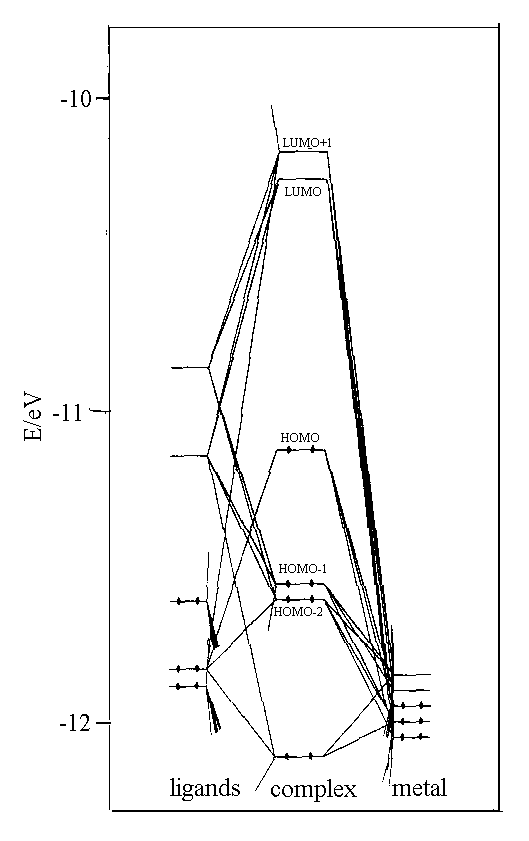 -10
LUMO+1
LUMO
E/eV
-11
HOMO
HOMO-1
HOMO-2
-12
ligands complex metal